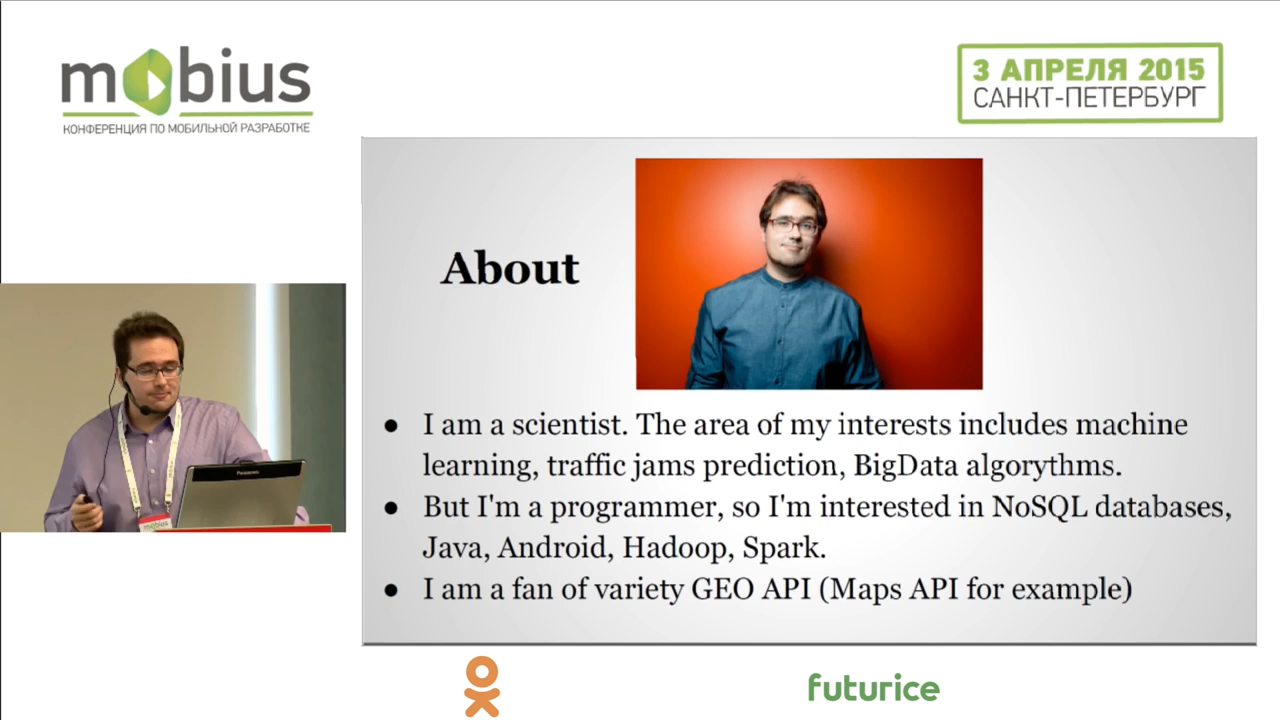 mobius
КОНФЕРЕНЦИЯ ПО МОБИЛЬНОЙ РАЗРАБОТКЕ
3 АПРЕЛЯ 2015
САНКТ-ПЕТЕРБУРГ
About
● I am a scientist. The area of my interests includes machine
learning, traffic jams prediction, BigData algorythms.
● But I'm a programmer, so I'm interested in NoSQL databases,
Java, Android, Hadoop, Spark.
● I am a fan of variety GEO API (Maps API for example)
Panasonic
mobius
futurice